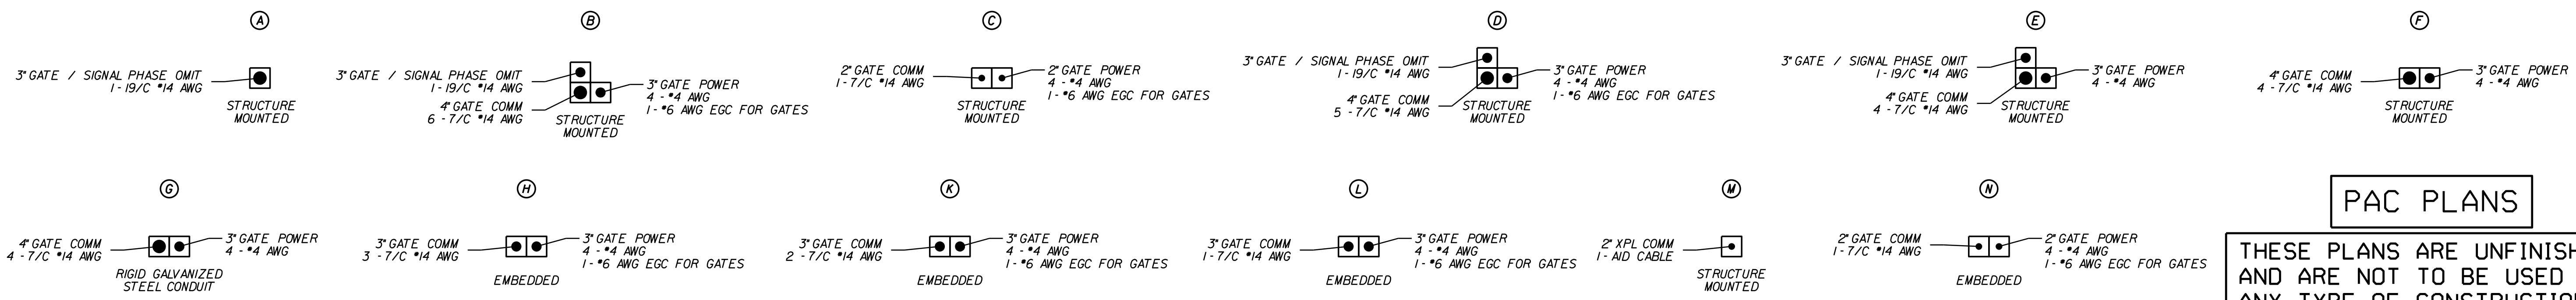 A
3" GATE / SIGNAL PHASE OMIT
1 - 19/C #14 AWG
STRUCTURE
MOUNTED
B
3" GATE / SIGNAL PHASE OMIT
1 - 19/C #14 AWG
4" GATE COMM
6 - 7/C #14 AWG
3" GATE POWER
4 - #4 AWG
1 - #6 AWG EGC FOR GATES
STRUCTURE
MOUNTED
C
2" GATE COMM
1 - 7/C #14 AWG
2" GATE POWER
4 - #4 AWG
1 - #6 AWG EGC FOR GATES
STRUCTURE
MOUNTED
D
3" GATE / SIGNAL PHASE OMIT
1 - 19/C #14 AWG
4" GATE COMM
5 - 7/C #14 AWG
3" GATE POWER
4 - #4 AWG
1 - #6 AWG EGC FOR GATES
STRUCTURE
MOUNTED
E
3" GATE / SIGNAL PHASE OMIT
1 - 19/C #14 AWG
4" GATE COMM
4 - 7/C #14 AWG
3" GATE POWER
4 - #4 AWG
STRUCTURE
MOUNTED
F
4" GATE COMM
4 - 7/C #14 AWG
3" GATE POWER
4 - #4 AWG
STRUCTURE
MOUNTED
G
4" GATE COMM
4 - 7/C #14 AWG
3" GATE POWER
4 - #4 AWG
RIGID GALVANIZED
STEEL CONDUIT
H
3" GATE COMM
3 - 7/C #14 AWG
3" GATE POWER
4 - #4 AWG
1 - #6 AWG EGC FOR GATES
EMBEDDED
K
3" GATE COMM
2 - 7/C #14 AWG
3" GATE POWER
4 - #4 AWG
1 - #6 AWG EGC FOR GATES
EMBEDDED
L
3" GATE COMM
1 - 7/C #14 AWG
3" GATE POWER
4 - #4 AWG
1 - #6 AWG EGC FOR GATES
EMBEDDED
M
2" XPL COMM
1 - AID CABLE
STRUCTURE
MOUNTED
N
2" GATE COMM
1 - 7/C #14 AWG
2" GATE POWER
4 - #4 AWG
1 - #6 AWG EGC FOR GATES
EMBEDDED
PAC PLANS
THESE PLANS ARE UNFINISH
AND ARE NOT TO BE USED
ANY TYPE OF CONSTRUCTION